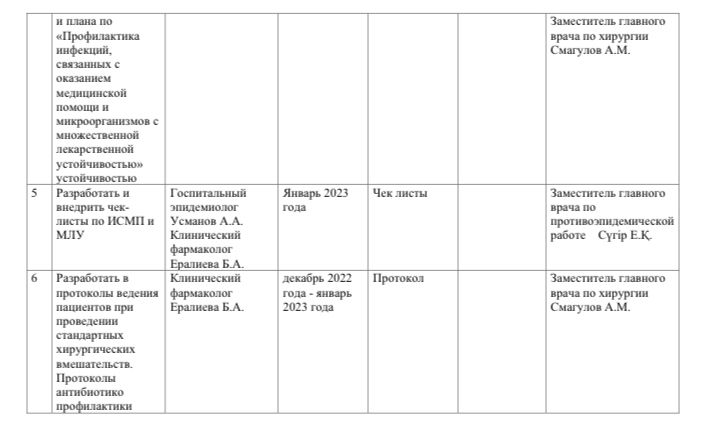 и плана по
«Профилактика
инфекций,
связанных с
оказанием
медицинской
помощи и
микроорганизмов с
множественной
лекарственной
устойчивостью»
устойчивостью
Заместитель главного
врача по хирургии
Смагулов А.М.
5
Разработать и
внедрить чек-
листы по ИСМП и
МЛУ
Госпитальный
эпидемиолог
Усманов А.А.
Клинический
фармаколог
Ералиева Б.А.
Январь 2023
года
Чек листы
Заместитель главного
врача по
противоэпидемической
работе Сүгір Е.Қ.
6
Разработать в
протоколы ведения
пациентов при
проведении
стандартных
хирургических
вмешательств.
Протоколы
антибиотико
профилактики
Клинический
фармаколог
Ералиева Б.А.
декабрь 2022
года - январь
2023 года
Протокол
Заместитель главного
врача по хирургии
Смагулов А.М.